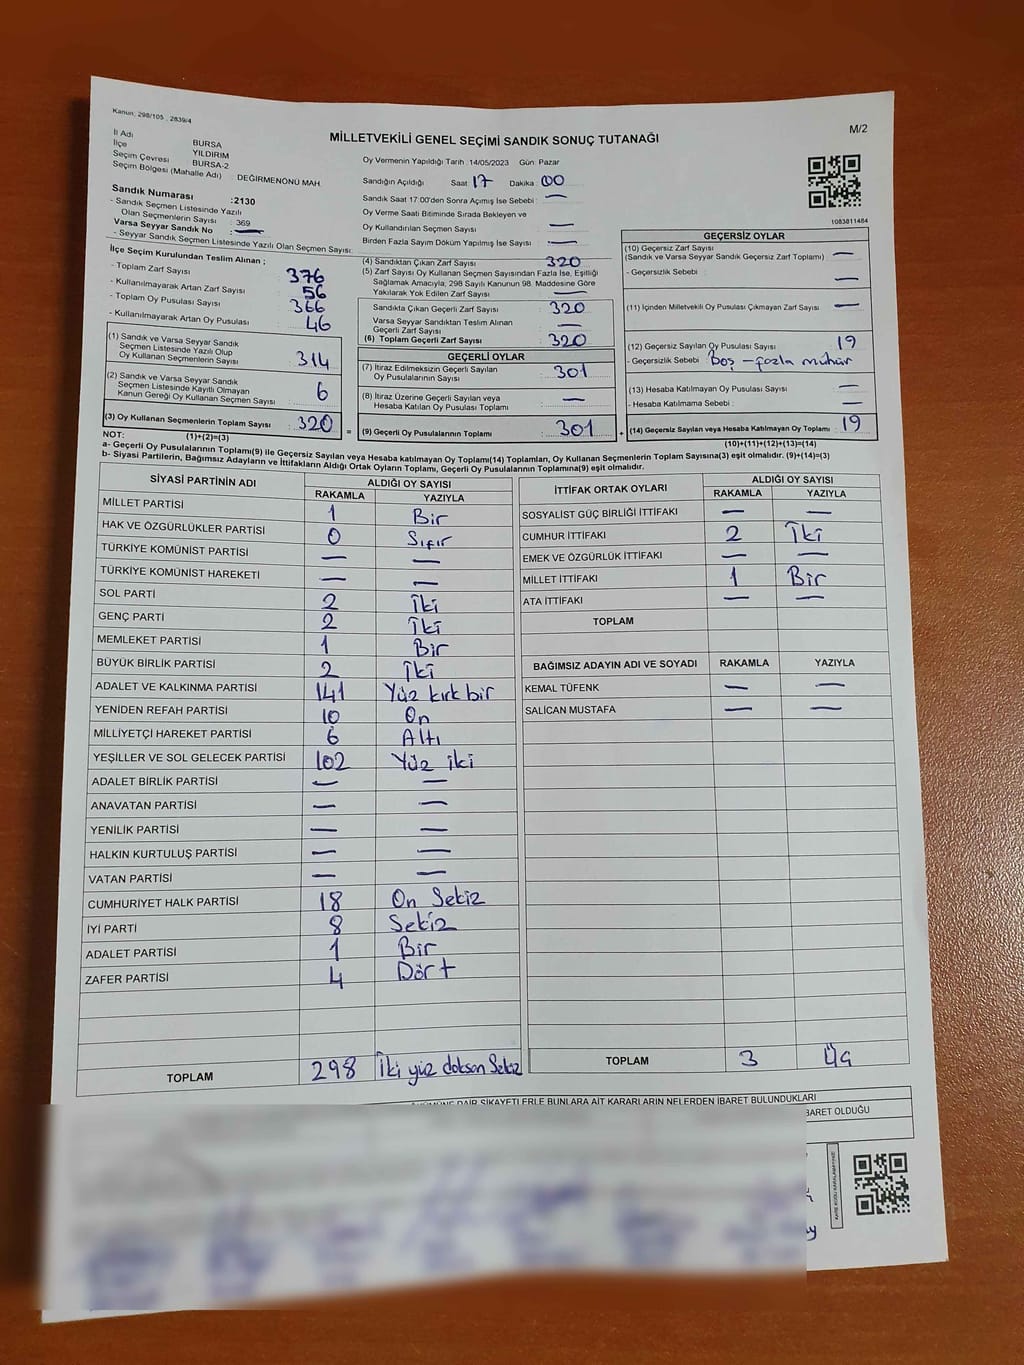 Kanun: 298/105 2839/4
M/2
MİLLETVEKİLİ GENEL SEÇİMİ SANDIK SONUÇ TUTANAĞI
İl Adı BURSA
İlçe YILDIRIM
Seçim Çevresi BURSA-2
Seçim Bölgesi (Mahalle Adı) : DEĞİRMENÖNÜ MAH.
Sandık Numarası :2130
- Sandık Seçmen Listesinde Yazılı
Olan Seçmenlerin Sayısı : 369
Varsa Seyyar Sandık No : —
- Seyyar Sandık Seçmen Listesinde Yazılı Olan Seçmen Sayısı:
Oy Vermenin Yapıldığı Tarih :14/05/2023 Gün: Pazar
Sandığın Açıldığı Saat 17 Dakika 00
Sandık Saat 17.00'den Sonra Açılmış İse Sebebi : —
Oy Verme Saati Bitiminde Sırada Bekleyen ve
Oy Kullandırılan Seçmen Sayısı : —
Birden Fazla Sayım Döküm Yapılmış İse Sayısı : —
1083811484
İlçe Seçim Kurulundan Teslim Alınan ;
- Toplam Zarf Sayısı 376
- Kullanılmayarak Artan Zarf Sayısı 56
- Toplam Oy Pusulası Sayısı 366
- Kullanılmayarak Artan Oy Pusulası 46
(1) Sandık ve Varsa Seyyar Sandık
Seçmen Listesinde Yazılı Olup
Oy Kullanan Seçmenlerin Sayısı : 314
(2) Sandık ve Varsa Seyyar Sandık
Seçmen Listesinde Kayıtlı Olmayan
Kanun Gereği Oy Kullanan Seçmen Sayısı : 6
(3) Oy Kullanan Seçmenlerin Toplam Sayısı : 320
(4) Sandıktan Çıkan Zarf Sayısı : 320
(5) Zarf Sayısı Oy Kullanan Seçmen Sayısından Fazla İse, Eşitliği
Sağlamak Amacıyla; 298 Sayılı Kanunun 98. Maddesine Göre
Yakılarak Yok Edilen Zarf Sayısı : —
Sandıkta Çıkan Geçerli Zarf Sayısı : 320
Varsa Seyyar Sandıktan Teslim Alınan
Geçerli Zarf Sayısı : —
(6) Toplam Geçerli Zarf Sayısı : 320
GEÇERLİ OYLAR
(7) İtiraz Edilmeksizin Geçerli Sayılan
Oy Pusulalarının Sayısı : 301
(8) İtiraz Üzerine Geçerli Sayılan veya
Hesaba Katılan Oy Pusulası Toplamı : —
= (9) Geçerli Oy Pusulalarının Toplamı : 301 +
GEÇERSİZ OYLAR
(10) Geçersiz Zarf Sayısı
(Sandık ve Varsa Seyyar Sandık Geçersiz Zarf Toplamı) : —
- Geçersizlik Sebebi : —
(11) İçinden Milletvekili Oy Pusulası Çıkmayan Zarf Sayısı : —
(12) Geçersiz Sayılan Oy Pusulası Sayısı : 19
- Geçersizlik Sebebi : Boş - fazla mühür
(13) Hesaba Katılmayan Oy Pusulası Sayısı : —
- Hesaba Katılmama Sebebi : —
(14) Geçersiz Sayılan veya Hesaba Katılmayan Oy Toplamı : 19
NOT: (1)+(2)=(3)
(10)+(11)+(12)+(13)=(14)
a- Geçerli Oy Pusulalarının Toplamı(9) ile Geçersiz Sayılan veya Hesaba katılmayan Oy Toplamı(14) Toplamları, Oy Kullanan Seçmenlerin Toplam Sayısına(3) eşit olmalıdır. (9)+(14)=(3)
b- Siyasi Partilerin, Bağımsız Adayların ve İttifakların Aldığı Ortak Oyların Toplamı, Geçerli Oy Pusulalarının Toplamına(9) eşit olmalıdır.
SİYASİ PARTİNİN ADI ALDIĞI OY SAYISI
RAKAMLA YAZIYLA
MİLLET PARTİSİ 1 Bir
HAK VE ÖZGÜRLÜKLER PARTİSİ 0 Sıfır
TÜRKİYE KOMÜNİST PARTİSİ — —
TÜRKİYE KOMÜNİST HAREKETİ — —
SOL PARTİ 2 İki
GENÇ PARTİ 2 İki
MEMLEKET PARTİSİ 1 Bir
BÜYÜK BİRLİK PARTİSİ 2 İki
ADALET VE KALKINMA PARTİSİ 141 Yüz kırk bir
YENİDEN REFAH PARTİSİ 10 On
MİLLİYETÇİ HAREKET PARTİSİ 6 Altı
YEŞİLLER VE SOL GELECEK PARTİSİ 102 Yüz iki
ADALET BİRLİK PARTİSİ — —
ANAVATAN PARTİSİ — —
YENİLİK PARTİSİ — —
HALKIN KURTULUŞ PARTİSİ — —
VATAN PARTİSİ — —
CUMHURİYET HALK PARTİSİ 18 On Sekiz
İYİ PARTİ 8 Sekiz
ADALET PARTİSİ 1 Bir
ZAFER PARTİSİ 4 Dört
TOPLAM 298 İki yüz doksan Sekiz
İTTİFAK ORTAK OYLARI ALDIĞI OY SAYISI
RAKAMLA YAZIYLA
SOSYALİST GÜÇ BİRLİĞİ İTTİFAKI — —
CUMHUR İTTİFAKI 2 İki
EMEK VE ÖZGÜRLÜK İTTİFAKI — —
MİLLET İTTİFAKI 1 Bir
ATA İTTİFAKI — —
TOPLAM
BAĞIMSIZ ADAYIN ADI VE SOYADI RAKAMLA YAZIYLA
KEMAL TÜFENK — —
SALİCAN MUSTAFA — —
TOPLAM 3 Üç
DAİR ŞİKAYETLERLE BUNLARA AİT KARARLARIN NELERDEN İBARET BULUNDUKLARI
BARET OLDUĞU